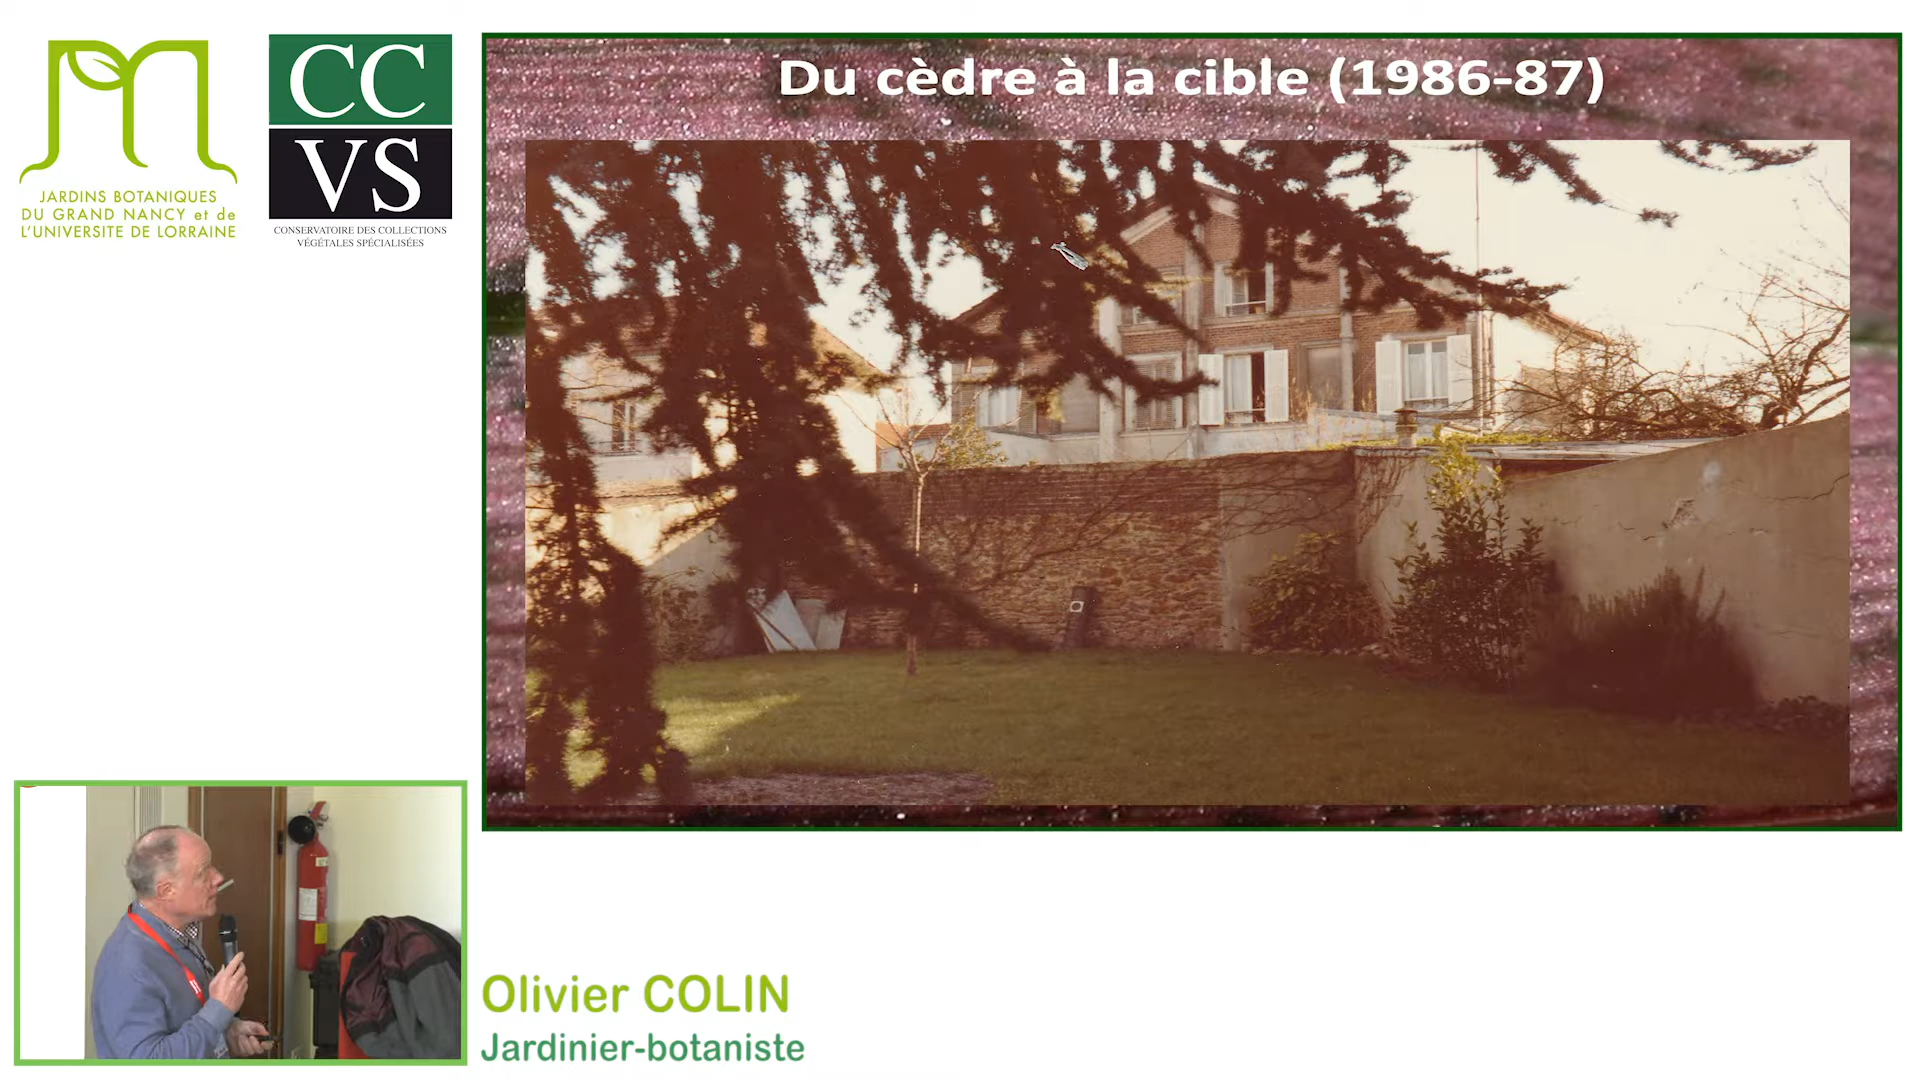 JARDINS BOTANIQUES
DU GRAND NANCY et de
L'UNIVERSITE DE LORRAINE
CC
VS
CONSERVATOIRE DES COLLECTIONS
VÉGÉTALES SPÉCIALISÉES
Du cèdre à la cible (1986-87)
Olivier COLIN
Jardinier-botaniste